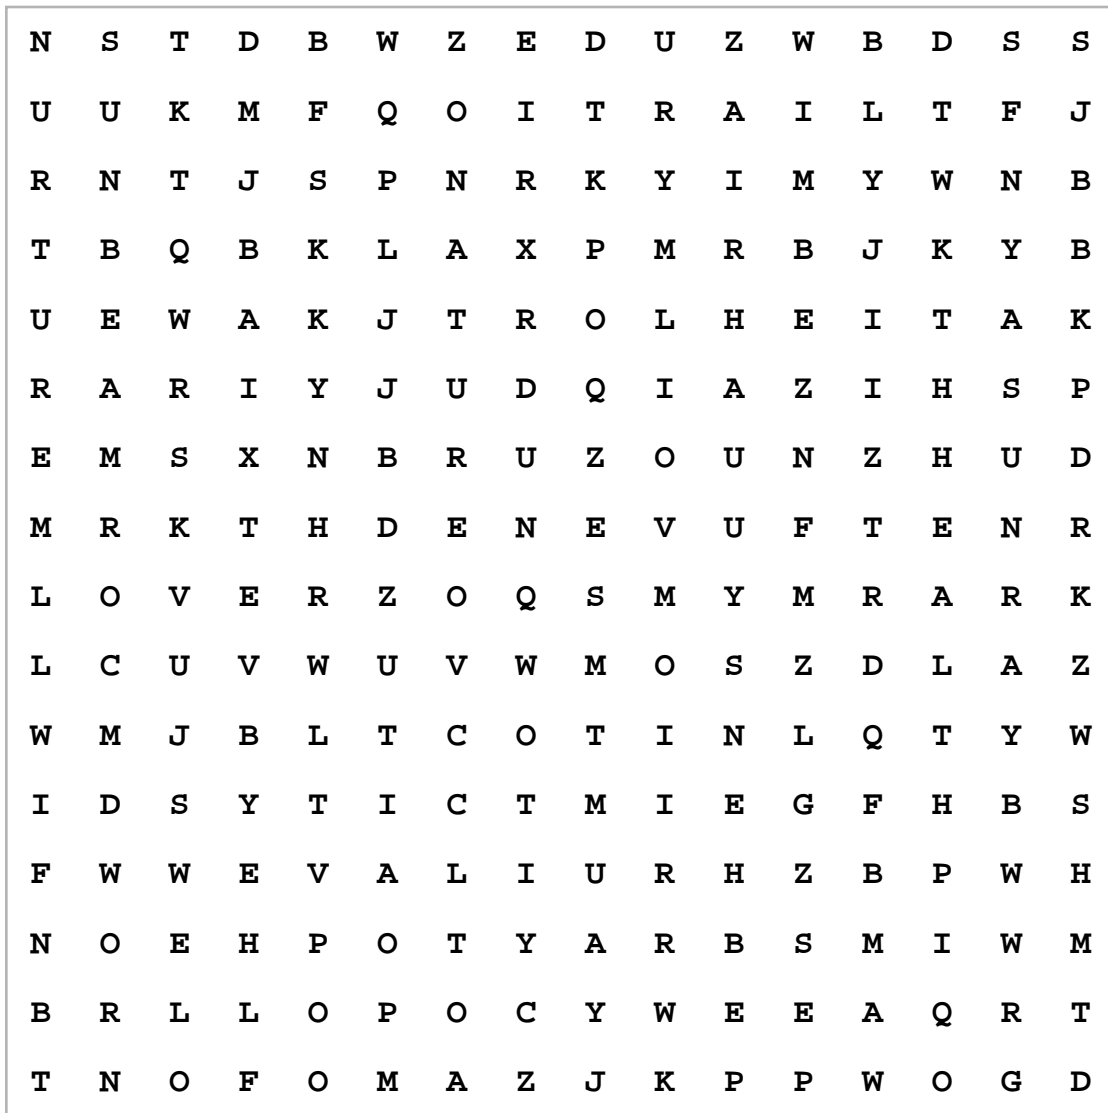 N S T D B W Z E D U Z W B D S S
U U K M F Q O I T R A I L T F J
R N T J S P N R K Y I M Y W N B
T B Q B K L A X P M R B J K Y B
U E W A K J T R O L H E I T A K
R A R I Y J U D Q I A Z I H S P
E M S X N B R U Z O U N Z H U D
M R K T H D E N E V U F T E N R
L O V E R Z O Q S M Y M R A R K
L C U V W U V W M O S Z D L A Z
W M J B L T C O T I N L Q T Y W
I D S Y T I C T M I E G F H B S
F W W E V A L I U R H Z B P W H
N O E H P O T Y A R B S M I W M
B R L L O P O C Y W E E A Q R T
T N O F O M A Z J K P P W O G D